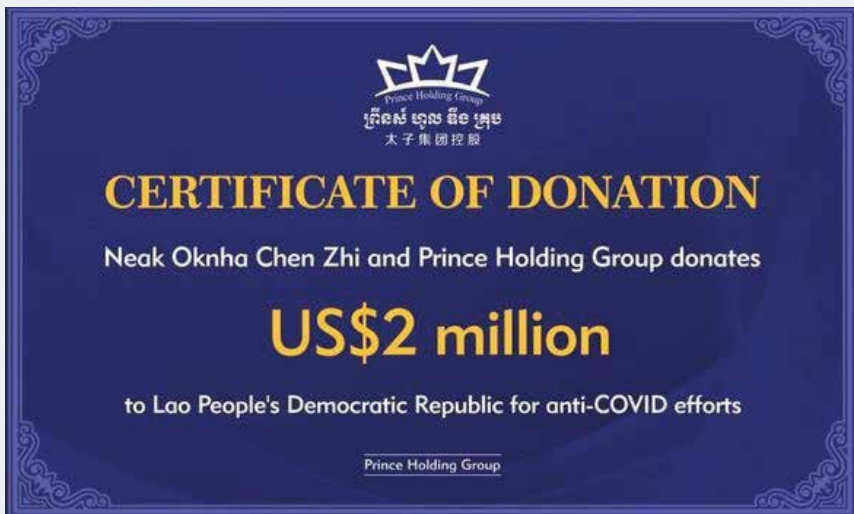 Prince Holding Group
ព្រីនស៍ ហូល ឌីង គ្រុប
太子集团控股
CERTIFICATE OF DONATION
Neak Oknha Chen Zhi and Prince Holding Group donates
US$2 million
to Lao People's Democratic Republic for anti-COVID efforts
Prince Holding Group